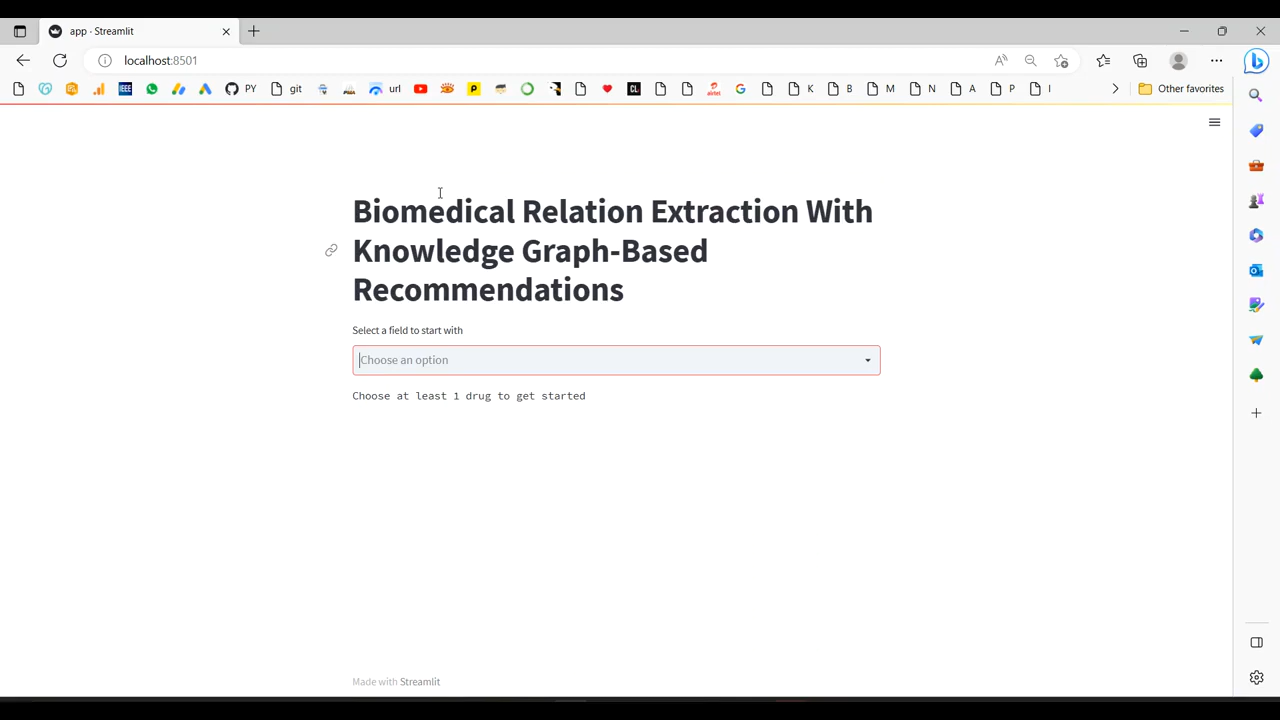 app · Streamlit
localhost:8501
PY
git
url
K
B
M
N
A
P
I
Other favorites
Biomedical Relation Extraction With
Knowledge Graph-Based
Recommendations
Select a field to start with
Choose an option
Choose at least 1 drug to get started
Made with Streamlit